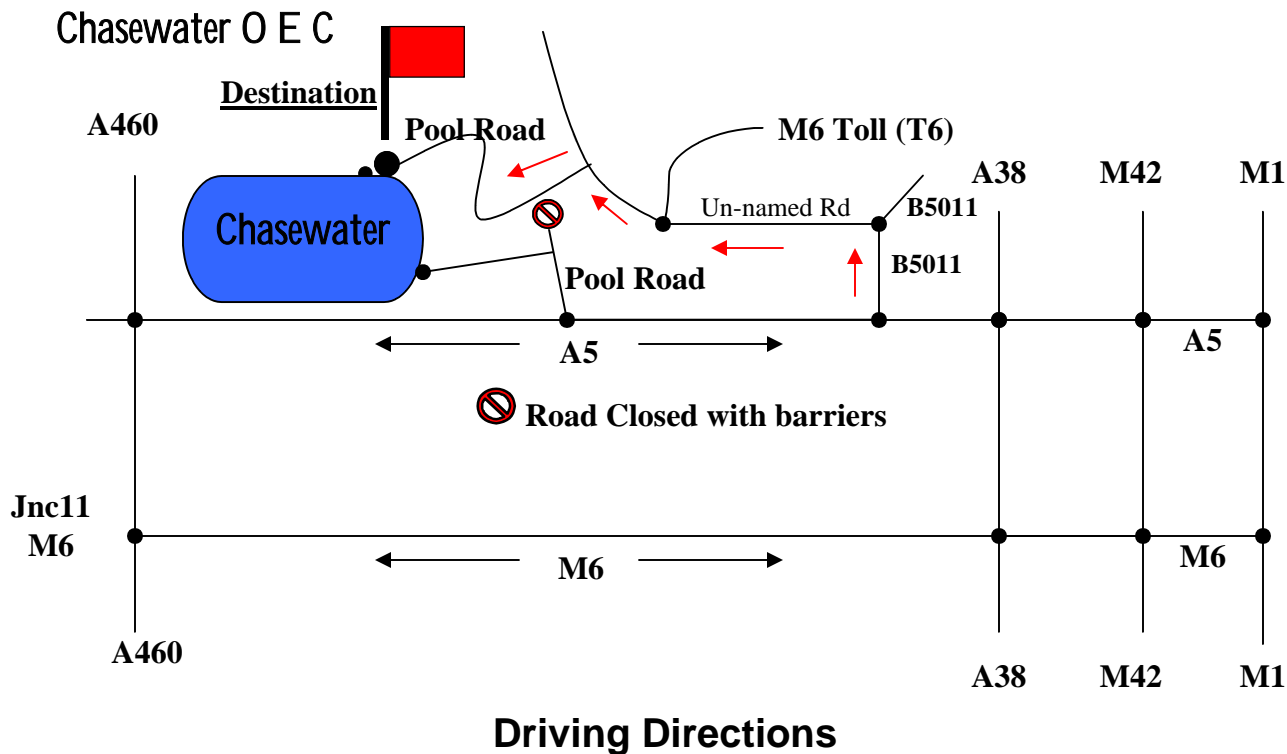 Chasewater O E C
Destination
A460
Pool Road
M6 Toll (T6)
A38
M42
M1
Un-named Rd
B5011
Chasewater
B5011
Pool Road
A5
A5
Road Closed with barriers
Jnc11
M6
M6
M6
A460
A38
M42
M1
Driving Directions